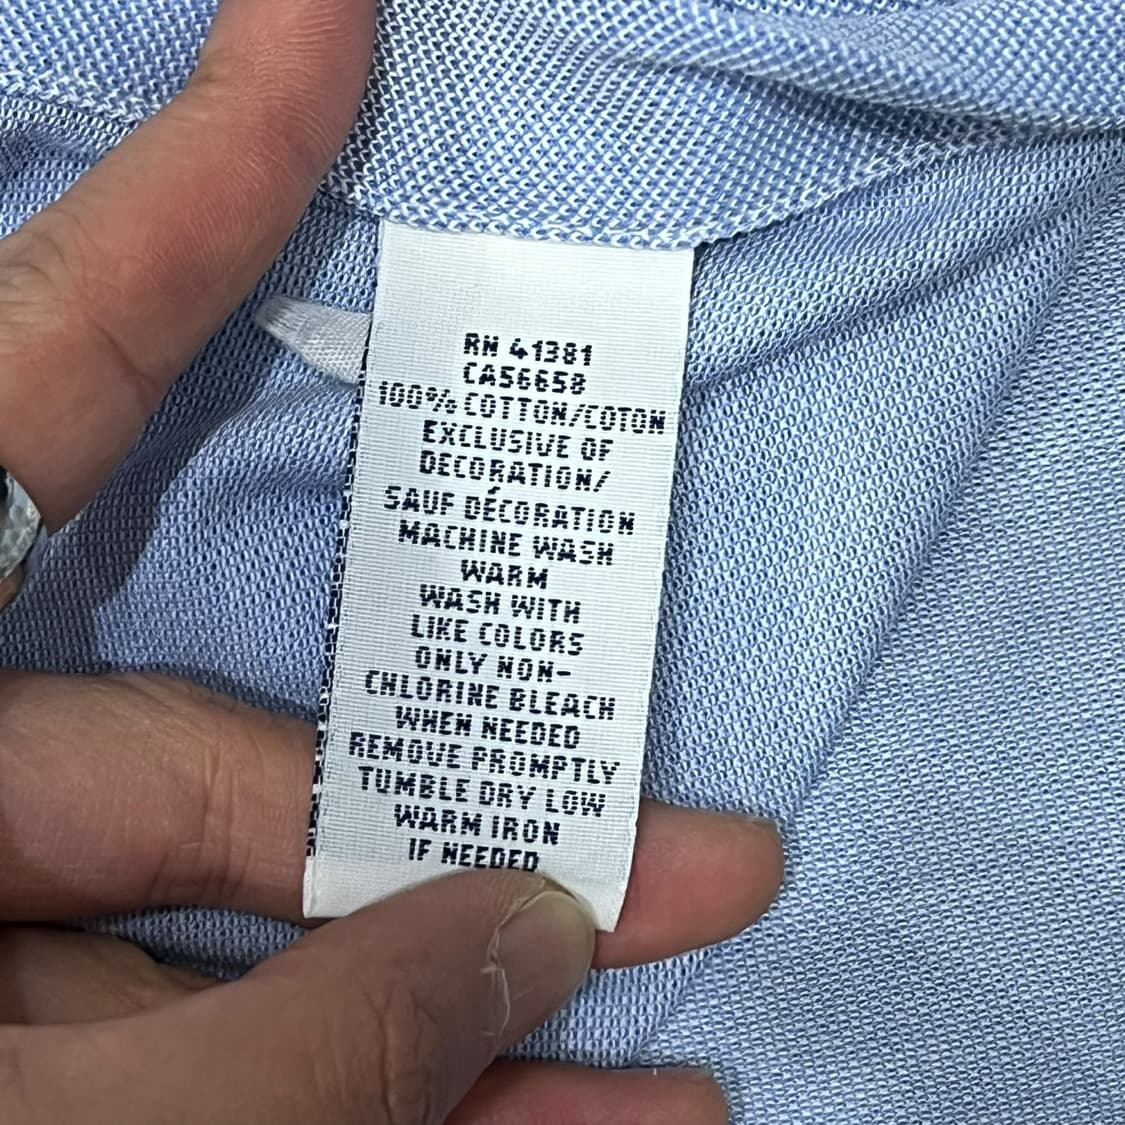 RN 41381
CA56658
100% COTTON/COTON
EXCLUSIVE OF
DECORATION/
SAUF DÉCORATION
MACHINE WASH
WARM
WASH WITH
LIKE COLORS
ONLY NON-
CHLORINE BLEACH
WHEN NEEDED
REMOVE PROMPTLY
TUMBLE DRY LOW
WARM IRON
IF NEEDED